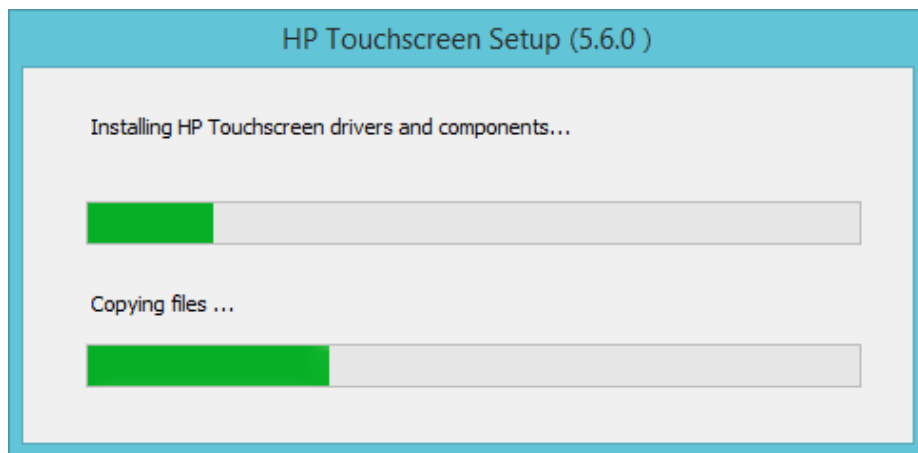 HP Touchscreen Setup (5.6.0 )
Installing HP Touchscreen drivers and components...
Copying files ...